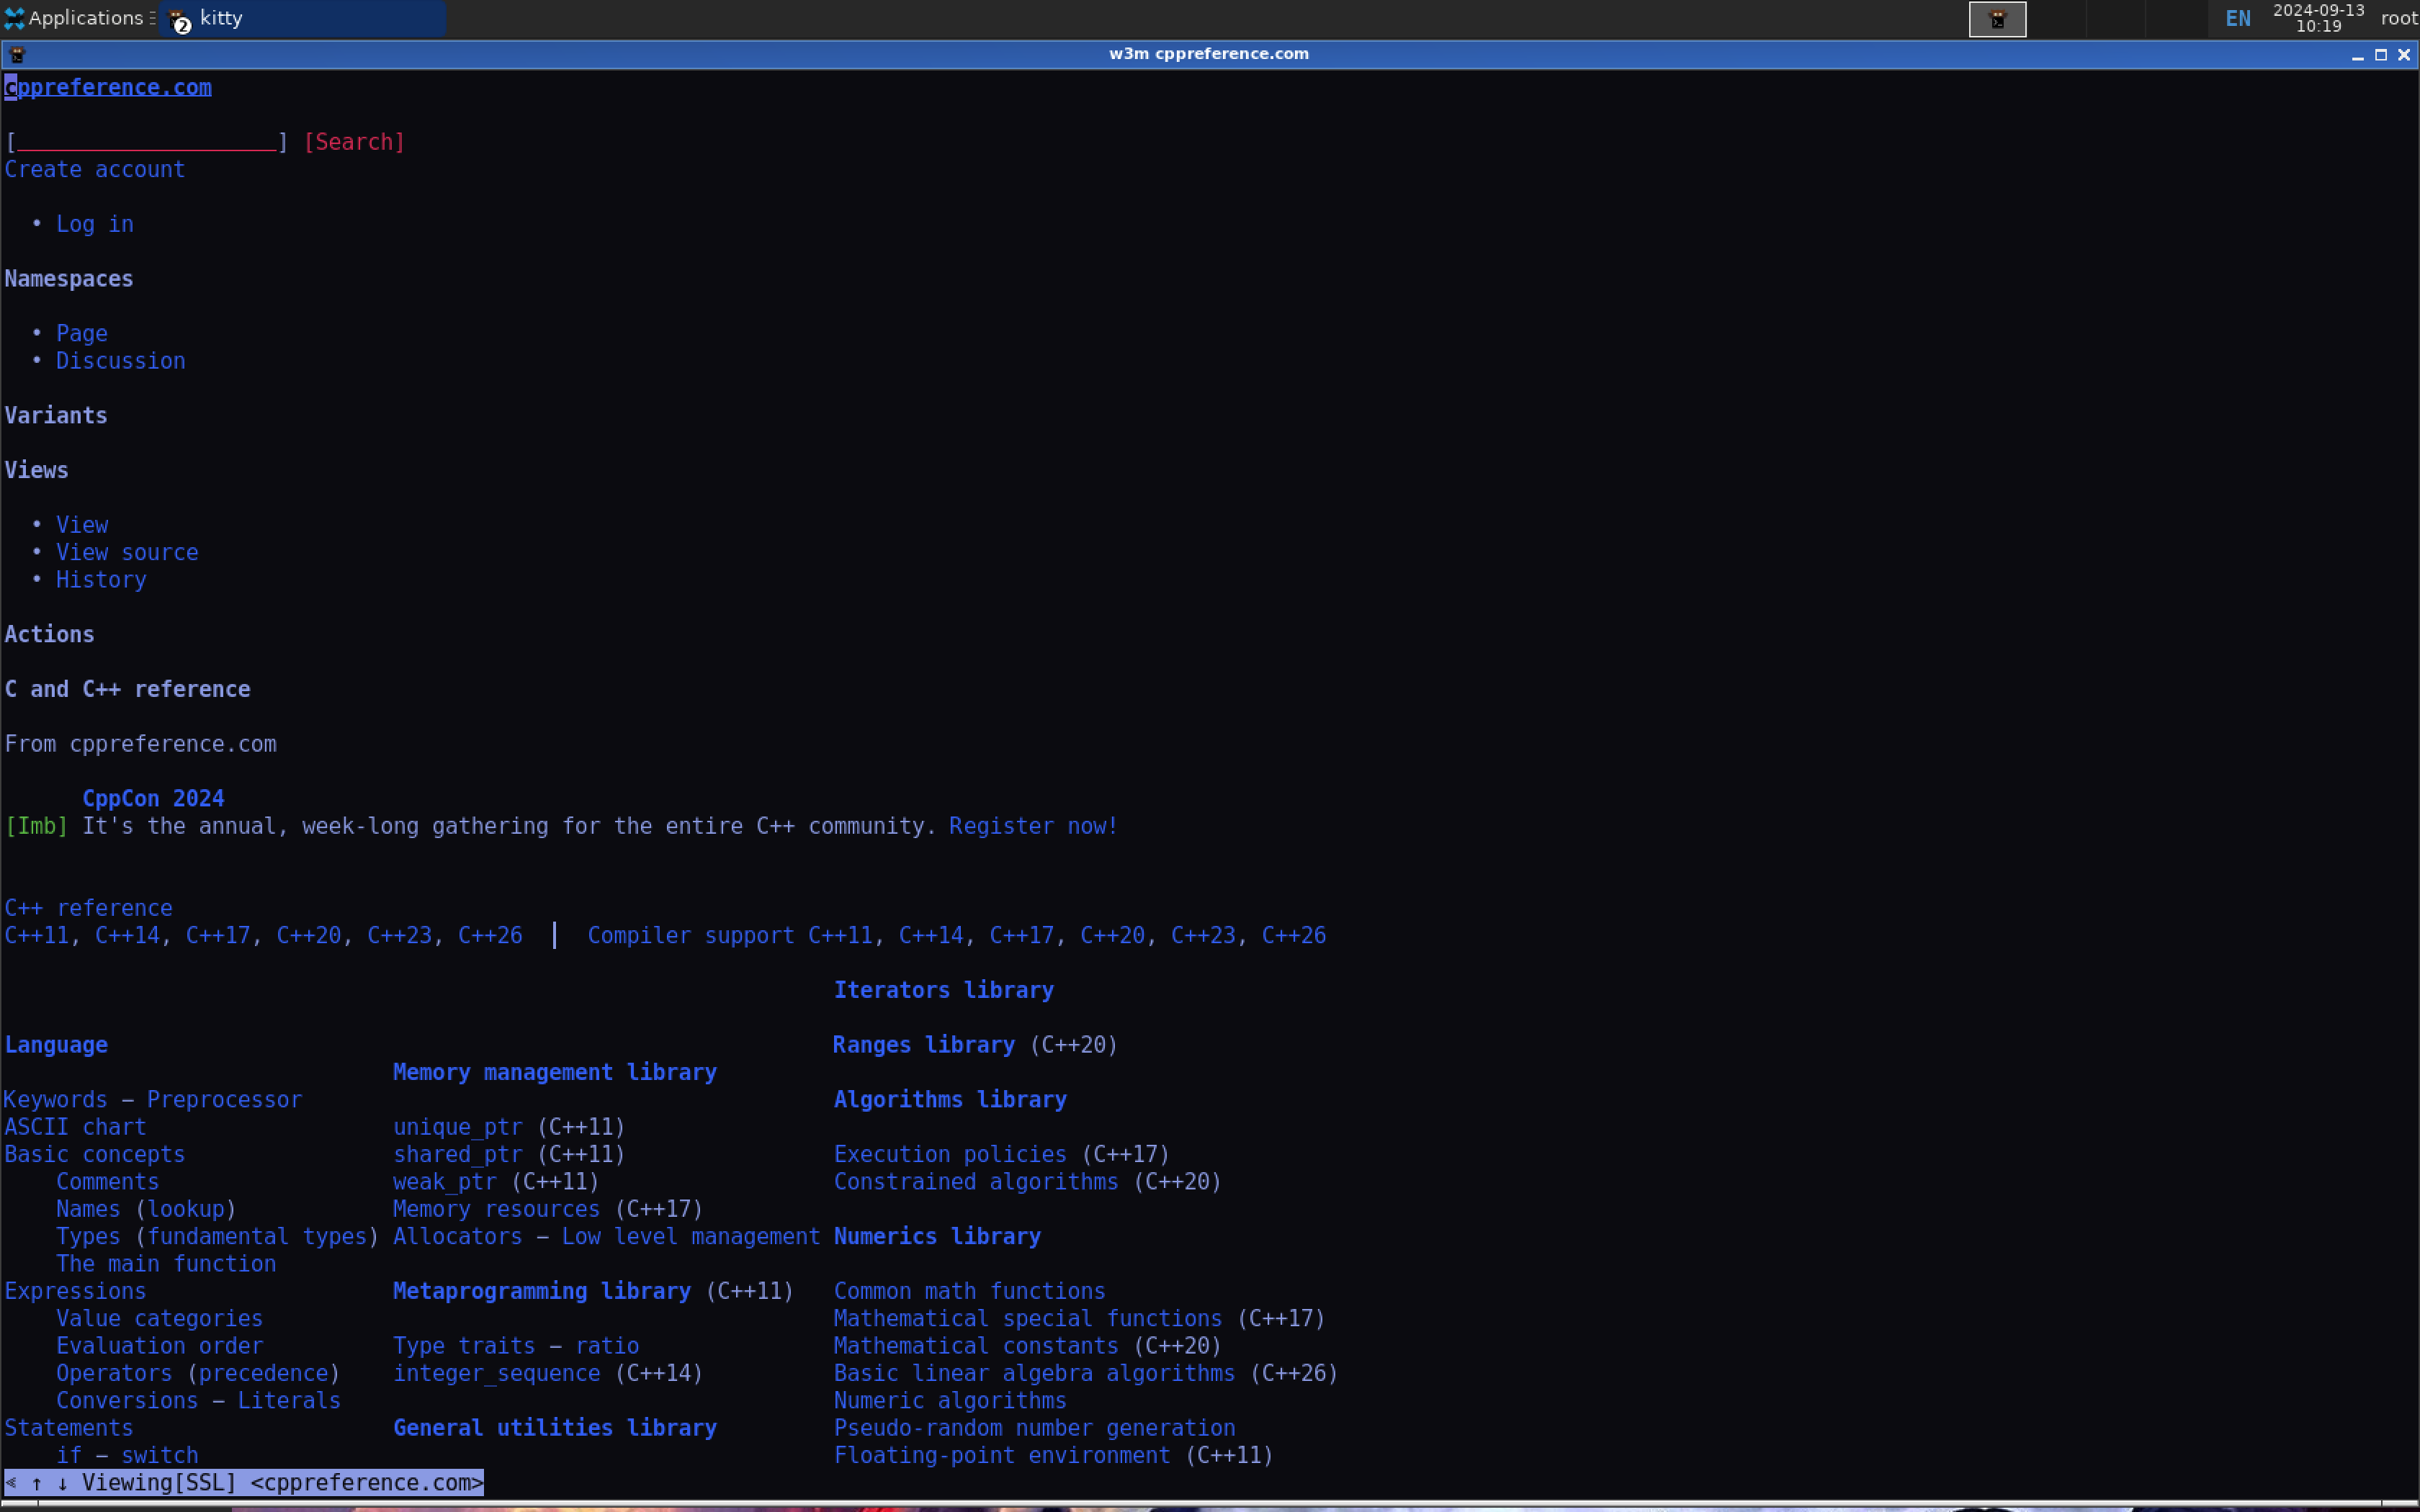 Applications
2 kitty
EN
2024-09-13
10:19
root
w3m cppreference.com
cppreference.com
[____________________] [Search]
Create account
• Log in
Namespaces
• Page
• Discussion
Variants
Views
• View
• View source
• History
Actions
C and C++ reference
From cppreference.com
CppCon 2024
[Imb] It's the annual, week-long gathering for the entire C++ community. Register now!
C++ reference
C++11, C++14, C++17, C++20, C++23, C++26 | Compiler support C++11, C++14, C++17, C++20, C++23, C++26
Iterators library
Language Ranges library (C++20)
Memory management library
Keywords − Preprocessor Algorithms library
ASCII chart unique_ptr (C++11)
Basic concepts shared_ptr (C++11) Execution policies (C++17)
Comments weak_ptr (C++11) Constrained algorithms (C++20)
Names (lookup) Memory resources (C++17)
Types (fundamental types) Allocators − Low level management Numerics library
The main function
Expressions Metaprogramming library (C++11) Common math functions
Value categories Mathematical special functions (C++17)
Evaluation order Type traits − ratio Mathematical constants (C++20)
Operators (precedence) integer_sequence (C++14) Basic linear algebra algorithms (C++26)
Conversions − Literals Numeric algorithms
Statements General utilities library Pseudo-random number generation
if − switch Floating-point environment (C++11)
⪡ ↑ ↓ Viewing[SSL] <cppreference.com>